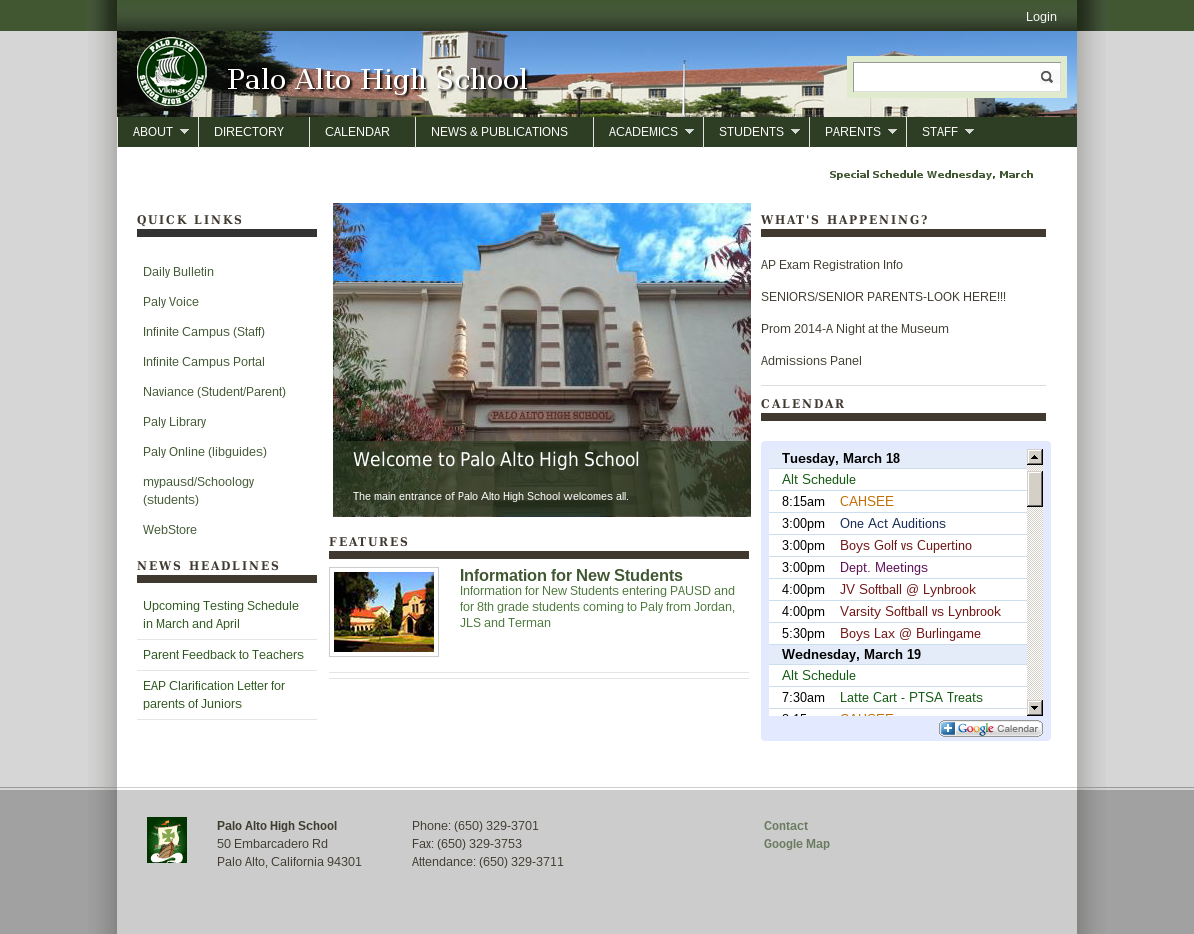 Login
PALO ALTO
Vikings
SENIOR HIGH SCHOOL
Palo Alto High School
ABOUT DIRECTORY CALENDAR NEWS & PUBLICATIONS ACADEMICS STUDENTS PARENTS STAFF
Special Schedule Wednesday, March
QUICK LINKS
Daily Bulletin
Paly Voice
Infinite Campus (Staff)
Infinite Campus Portal
Naviance (Student/Parent)
Paly Library
Paly Online (libguides)
mypausd/Schoology
(students)
WebStore
NEWS HEADLINES
Upcoming Testing Schedule
in March and April
Parent Feedback to Teachers
EAP Clarification Letter for
parents of Juniors
PALO ALTO HIGH SCHOOL
Welcome to Palo Alto High School
The main entrance of Palo Alto High School welcomes all.
FEATURES
Information for New Students
Information for New Students entering PAUSD and
for 8th grade students coming to Paly from Jordan,
JLS and Terman
WHAT'S HAPPENING?
AP Exam Registration Info
SENIORS/SENIOR PARENTS-LOOK HERE!!!
Prom 2014-A Night at the Museum
Admissions Panel
CALENDAR
Tuesday, March 18
Alt Schedule
8:15am CAHSEE
3:00pm One Act Auditions
3:00pm Boys Golf vs Cupertino
3:00pm Dept. Meetings
4:00pm JV Softball @ Lynbrook
4:00pm Varsity Softball vs Lynbrook
5:30pm Boys Lax @ Burlingame
Wednesday, March 19
Alt Schedule
7:30am Latte Cart - PTSA Treats
8:15am CAHSEE
Google Calendar
Palo Alto High School
50 Embarcadero Rd
Palo Alto, California 94301
Phone: (650) 329-3701
Fax: (650) 329-3753
Attendance: (650) 329-3711
Contact
Google Map